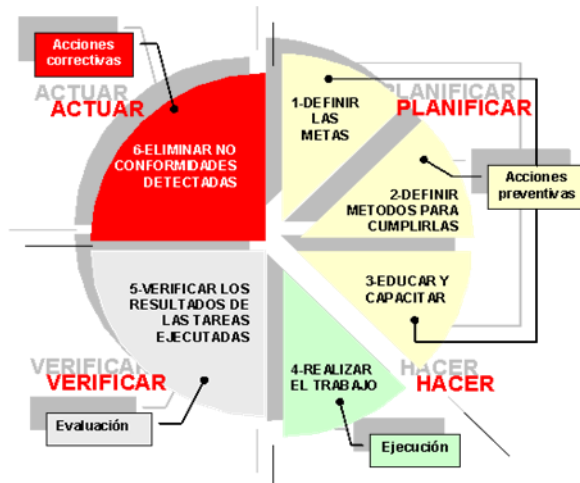 Acciones
correctivas
ACTUAR
ACTUAR
PLANIFICAR
PLANIFICAR
1-DEFINIR
LAS
METAS
6-ELIMINAR NO
CONFORMIDADES
DETECTADAS
Acciones
preventivas
2-DEFINIR
METODOS PARA
CUMPLIRLAS
3-EDUCAR Y
CAPACITAR
5-VERIFICAR LOS
RESULTADOS DE
LAS TAREAS
EJECUTADAS
VERIFICAR
VERIFICAR
4-REALIZAR
EL TRABAJO
HACER
HACER
Evaluación
Ejecución